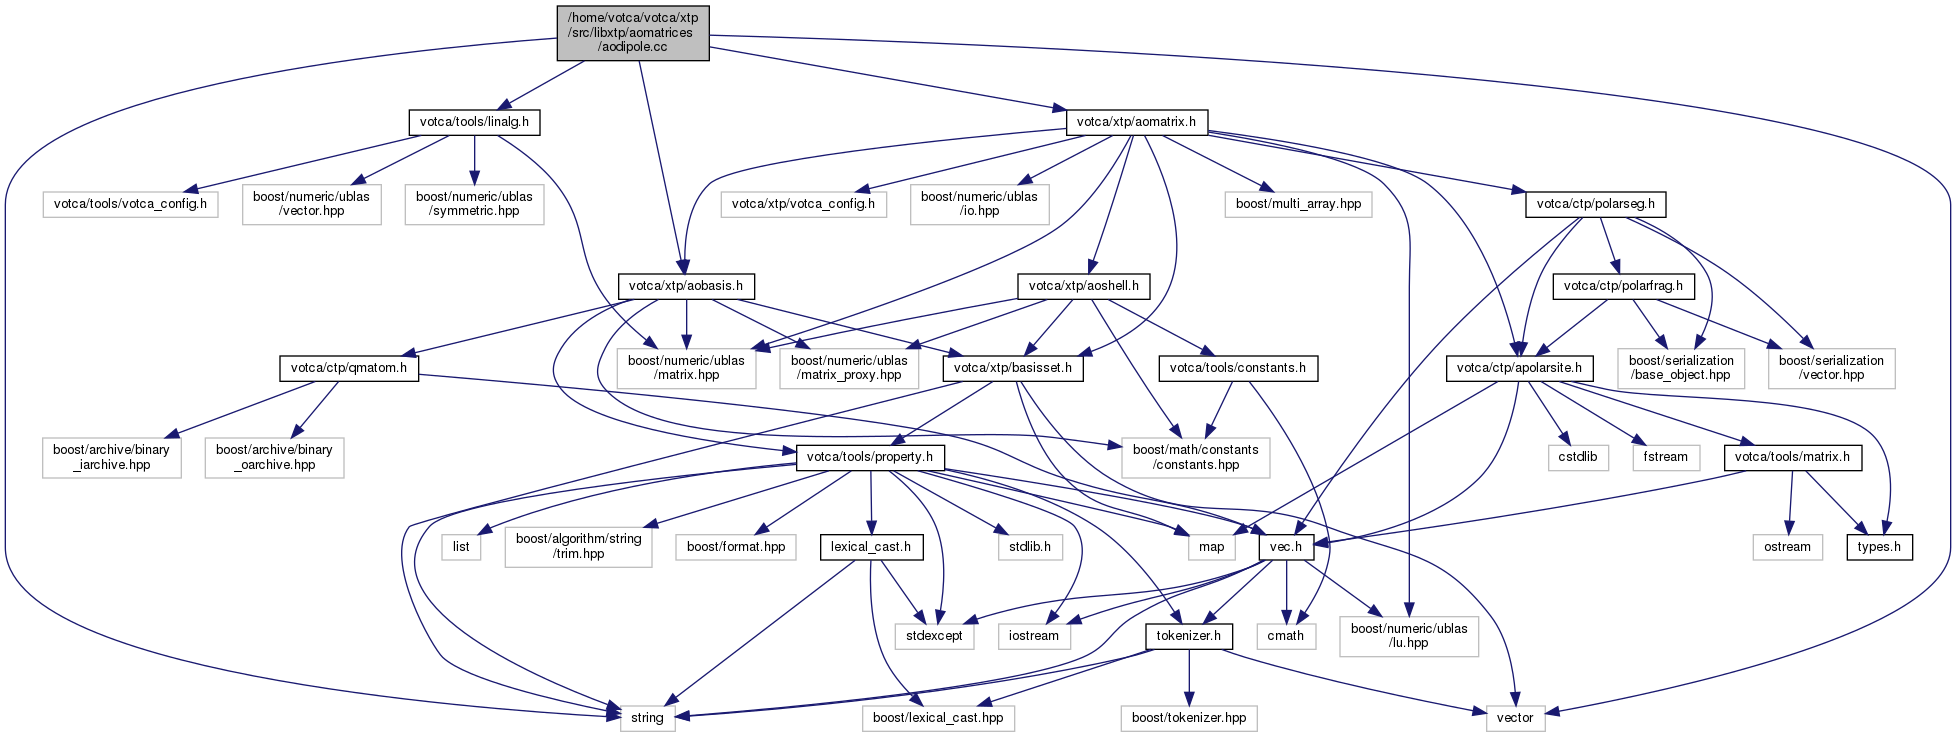 /home/votca/votca/xtp
/src/libxtp/aomatrices
/aodipole.cc
votca/tools/linalg.h
votca/xtp/aomatrix.h
votca/tools/votca_config.h
boost/numeric/ublas
/vector.hpp
boost/numeric/ublas
/symmetric.hpp
votca/xtp/votca_config.h
boost/numeric/ublas
/io.hpp
boost/multi_array.hpp
votca/ctp/polarseg.h
votca/xtp/aobasis.h
votca/xtp/aoshell.h
votca/ctp/polarfrag.h
votca/ctp/qmatom.h
boost/numeric/ublas
/matrix.hpp
boost/numeric/ublas
/matrix_proxy.hpp
votca/xtp/basisset.h
votca/tools/constants.h
votca/ctp/apolarsite.h
boost/serialization
/base_object.hpp
boost/serialization
/vector.hpp
boost/archive/binary
_iarchive.hpp
boost/archive/binary
_oarchive.hpp
votca/tools/property.h
boost/math/constants
/constants.hpp
cstdlib
fstream
votca/tools/matrix.h
list
boost/algorithm/string
/trim.hpp
boost/format.hpp
lexical_cast.h
stdlib.h
map
vec.h
ostream
types.h
stdexcept
iostream
tokenizer.h
cmath
boost/numeric/ublas
/lu.hpp
string
boost/lexical_cast.hpp
boost/tokenizer.hpp
vector